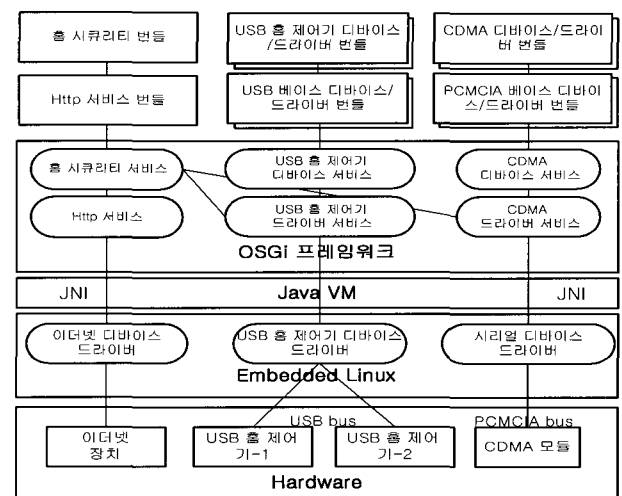 홈 시큐리티 번들
USB 홈 제어기 디바이스
/드라이버 번들
CDMA 디바이스/드라이
버 번들
Http 서비스 번들
USB 베이스 디바이스/
드라이버 번들
PCMCIA 베이스 디바이
스/드라이버 번들
홈 시큐리티 서비스
USB 홈 제어기
디바이스 서비스
CDMA
디바이스 서비스
Http 서비스
USB 홈 제어기
드라이버 서비스
CDMA
드라이버 서비스
OSGi 프레임워크
JNI
Java VM
JNI
이더넷 디바이스
드라이버
USB 홈 제어기 디바이스
드라이버
시리얼 디바이스
드라이버
Embedded Linux
USB bus
PCMCIA bus
이더넷
장치
USB 홈 제어
기-1
USB 홈 제어
기-2
CDMA 모듈
Hardware